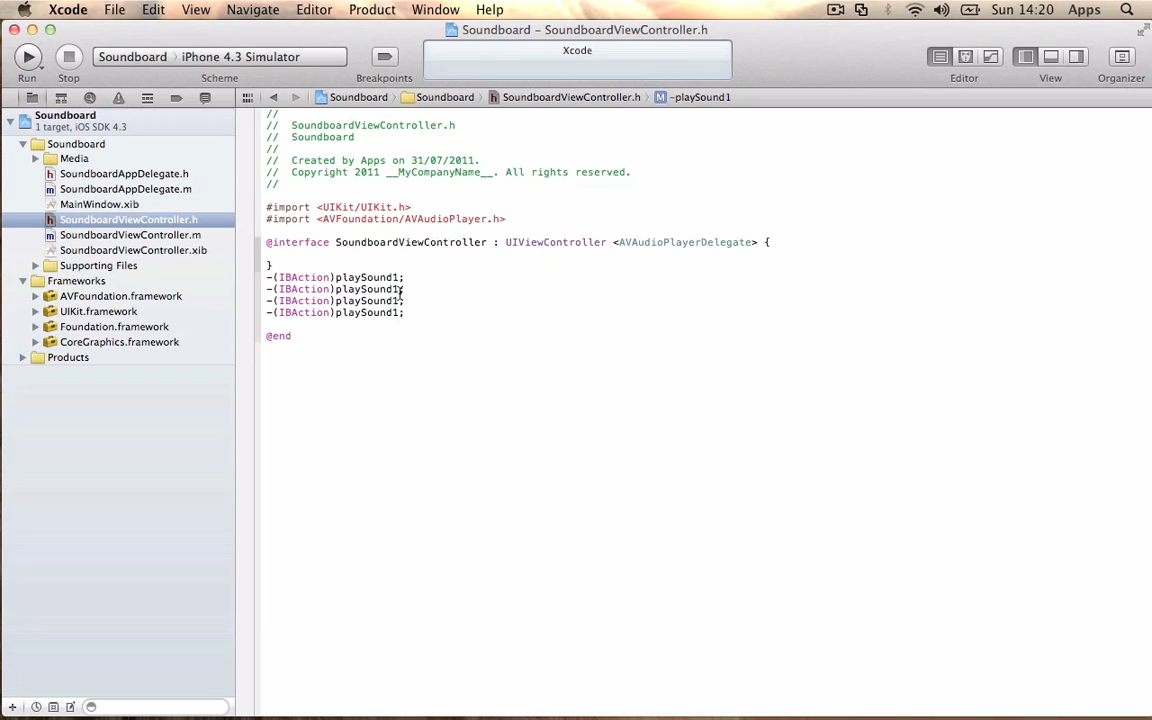 Xcode File Edit View Navigate Editor Product Window Help Sun 14:20 Apps
Soundboard – SoundboardViewController.h
Soundboard iPhone 4.3 Simulator
Xcode
Run Stop Scheme Breakpoints Editor View Organizer
Soundboard Soundboard SoundboardViewController.h M -playSound1
Soundboard
1 target, iOS SDK 4.3
Soundboard
Media
h SoundboardAppDelegate.h
m SoundboardAppDelegate.m
MainWindow.xib
h SoundboardViewController.h
m SoundboardViewController.m
SoundboardViewController.xib
Supporting Files
Frameworks
AVFoundation.framework
UIKit.framework
Foundation.framework
CoreGraphics.framework
Products
//
//  SoundboardViewController.h
//  Soundboard
//
//  Created by Apps on 31/07/2011.
//  Copyright 2011 __MyCompanyName__. All rights reserved.
//
#import <UIKit/UIKit.h>
#import <AVFoundation/AVAudioPlayer.h>
@interface SoundboardViewController : UIViewController <AVAudioPlayerDelegate> {
}
-(IBAction)playSound1;
-(IBAction)playSound1;
-(IBAction)playSound1;
-(IBAction)playSound1;
@end